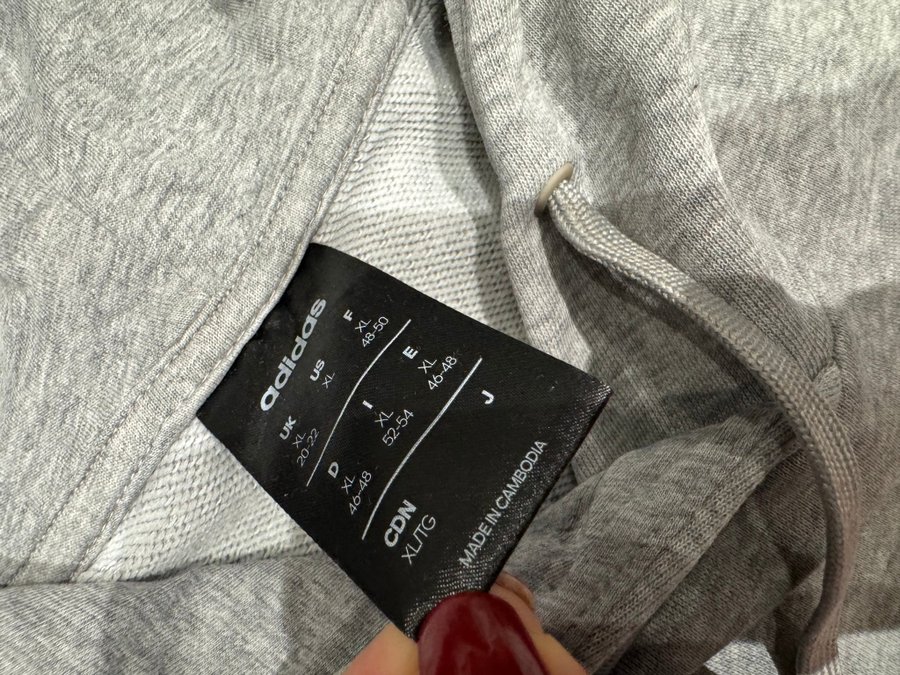 adidas
UK
XL
20-22
US
XL
F
XL
48-50
D
XL
46-48
I
XL
52-54
E
XL
46-48
CDN
XL/TG
J
MADE IN CAMBODIA